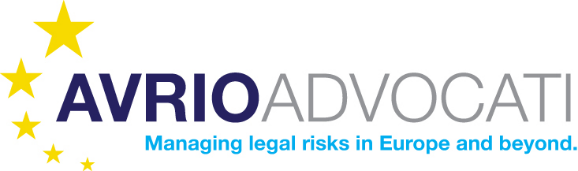 AVRIOADVOCATI
Managing legal risks in Europe and beyond.